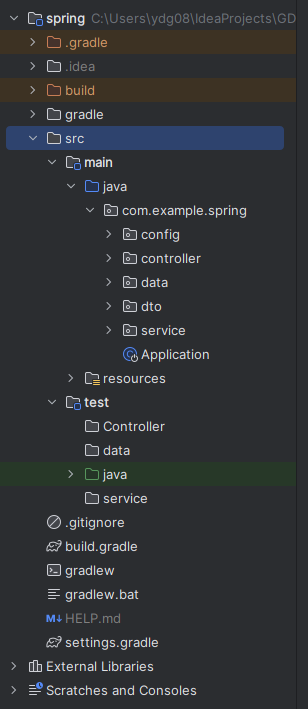 spring C:\Users\ydg08\IdeaProjects\GD
.gradle
.idea
build
gradle
src
main
java
com.example.spring
config
controller
data
dto
service
Application
resources
test
Controller
data
java
service
.gitignore
build.gradle
gradlew
gradlew.bat
M↓ HELP.md
settings.gradle
External Libraries
Scratches and Consoles